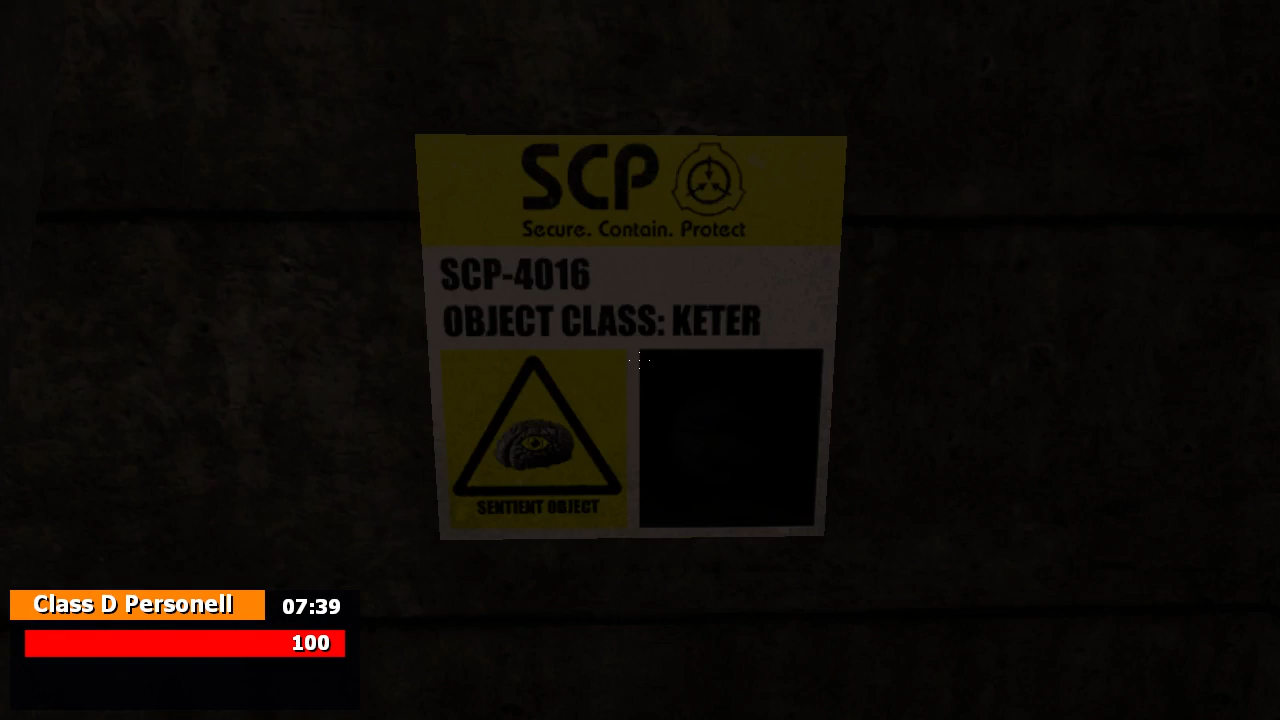 SCP
Secure. Contain. Protect
SCP-4016
OBJECT CLASS: KETER
SENTIENT OBJECT
Class D Personell 07:39
100